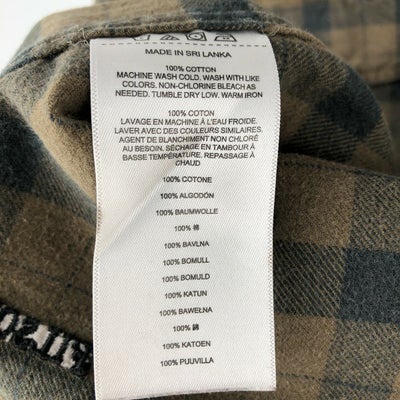 MADE IN SRI LANKA
100% COTTON
MACHINE WASH COLD. WASH WITH LIKE
COLORS. NON-CHLORINE BLEACH AS
NEEDED. TUMBLE DRY LOW. WARM IRON
100% COTON
LAVAGE EN MACHINE À L'EAU FROIDE.
LAVER AVEC DES COULEURS SIMILAIRES.
AGENT DE BLANCHIMENT NON CHLORÉ
AU BESOIN. SÉCHAGE EN TAMBOUR À
BASSE TEMPÉRATURE. REPASSAGE À
CHAUD
100% COTONE
100% ALGODÓN
100% BAUMWOLLE
100% 棉
100% BAVLNA
100% BOMULL
100% BOMULD
100% KATUN
100% BAWEŁNA
100% 綿
100% KATOEN
100% PUUVILLA